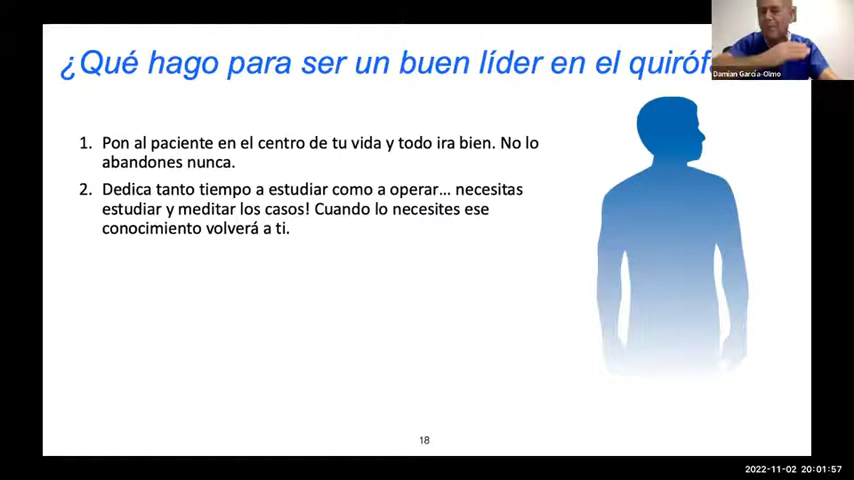 ¿Qué hago para ser un buen líder en el quiróf
Damian García-Olmo
1. Pon al paciente en el centro de tu vida y todo ira bien. No lo
abandones nunca.
2. Dedica tanto tiempo a estudiar como a operar... necesitas
estudiar y meditar los casos! Cuando lo necesites ese
conocimiento volverá a ti.
18
2022-11-02 20:01:57